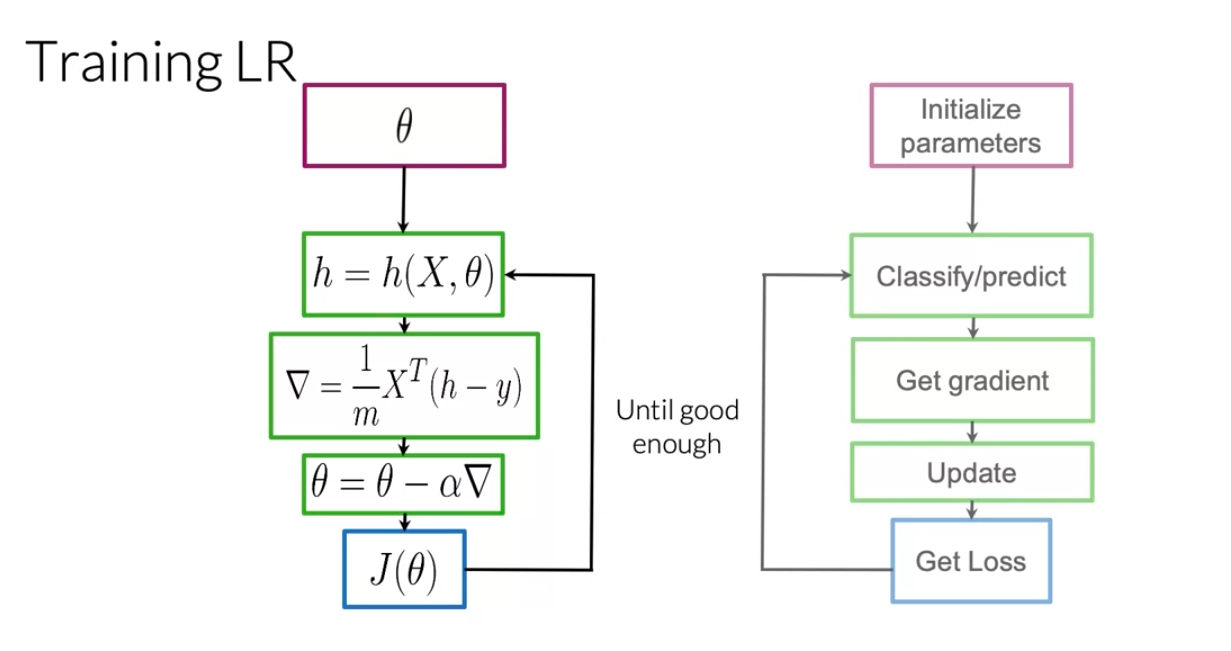 Training LR
θ
h = h(X, θ)
∇ = 1/m X^T (h − y)
θ = θ − α∇
J(θ)
Until good
enough
Initialize
parameters
Classify/predict
Get gradient
Update
Get Loss